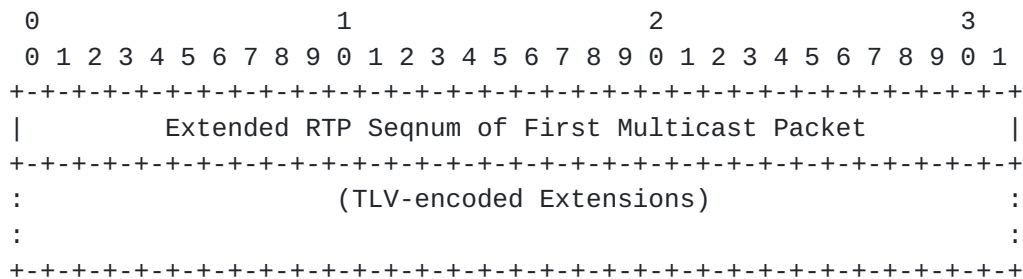 0                   1                   2                   3
 0 1 2 3 4 5 6 7 8 9 0 1 2 3 4 5 6 7 8 9 0 1 2 3 4 5 6 7 8 9 0 1
+-+-+-+-+-+-+-+-+-+-+-+-+-+-+-+-+-+-+-+-+-+-+-+-+-+-+-+-+-+-+-+-+
|         Extended RTP Seqnum of First Multicast Packet         |
+-+-+-+-+-+-+-+-+-+-+-+-+-+-+-+-+-+-+-+-+-+-+-+-+-+-+-+-+-+-+-+-+
:                    (TLV-encoded Extensions)                   :
:                                                               :
+-+-+-+-+-+-+-+-+-+-+-+-+-+-+-+-+-+-+-+-+-+-+-+-+-+-+-+-+-+-+-+-+